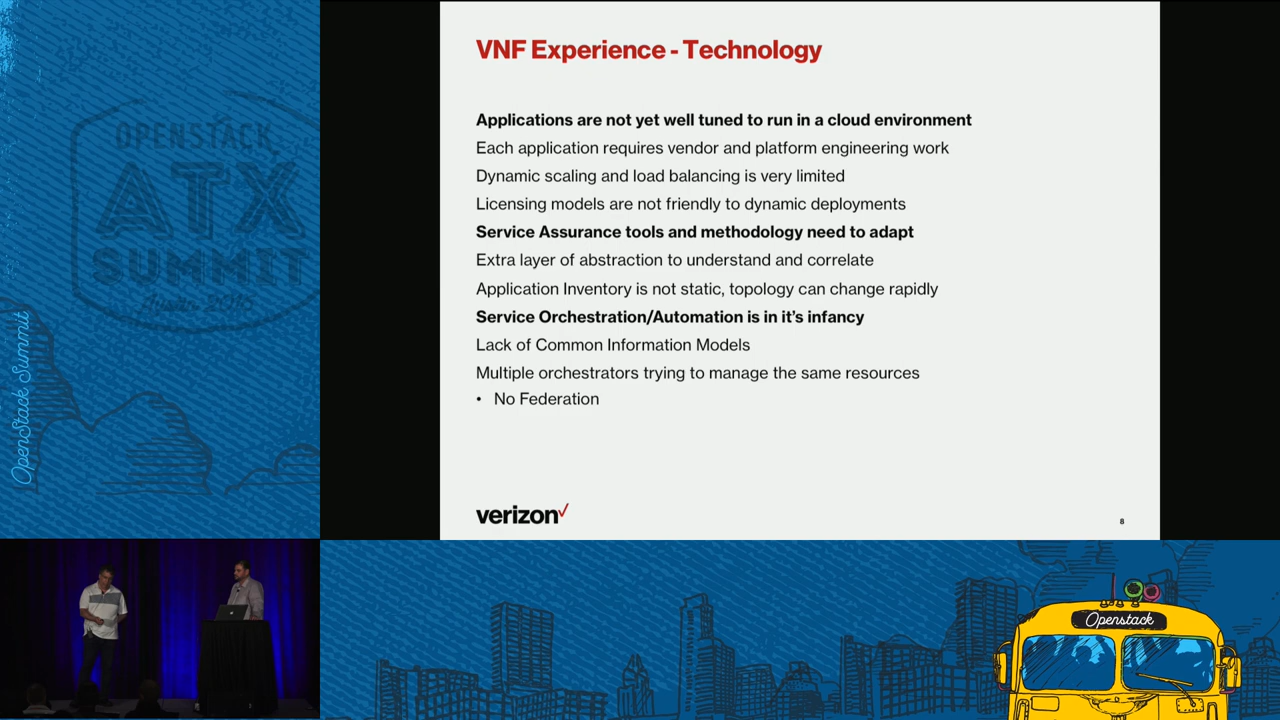 OPENSTACK
ATX
SUMMIT
OpenStack Summit
VNF Experience - Technology
Applications are not yet well tuned to run in a cloud environment
Each application requires vendor and platform engineering work
Dynamic scaling and load balancing is very limited
Licensing models are not friendly to dynamic deployments
Service Assurance tools and methodology need to adapt
Extra layer of abstraction to understand and correlate
Application Inventory is not static, topology can change rapidly
Service Orchestration/Automation is in it's infancy
Lack of Common Information Models
Multiple orchestrators trying to manage the same resources
• No Federation
verizon✓
8
Openstack